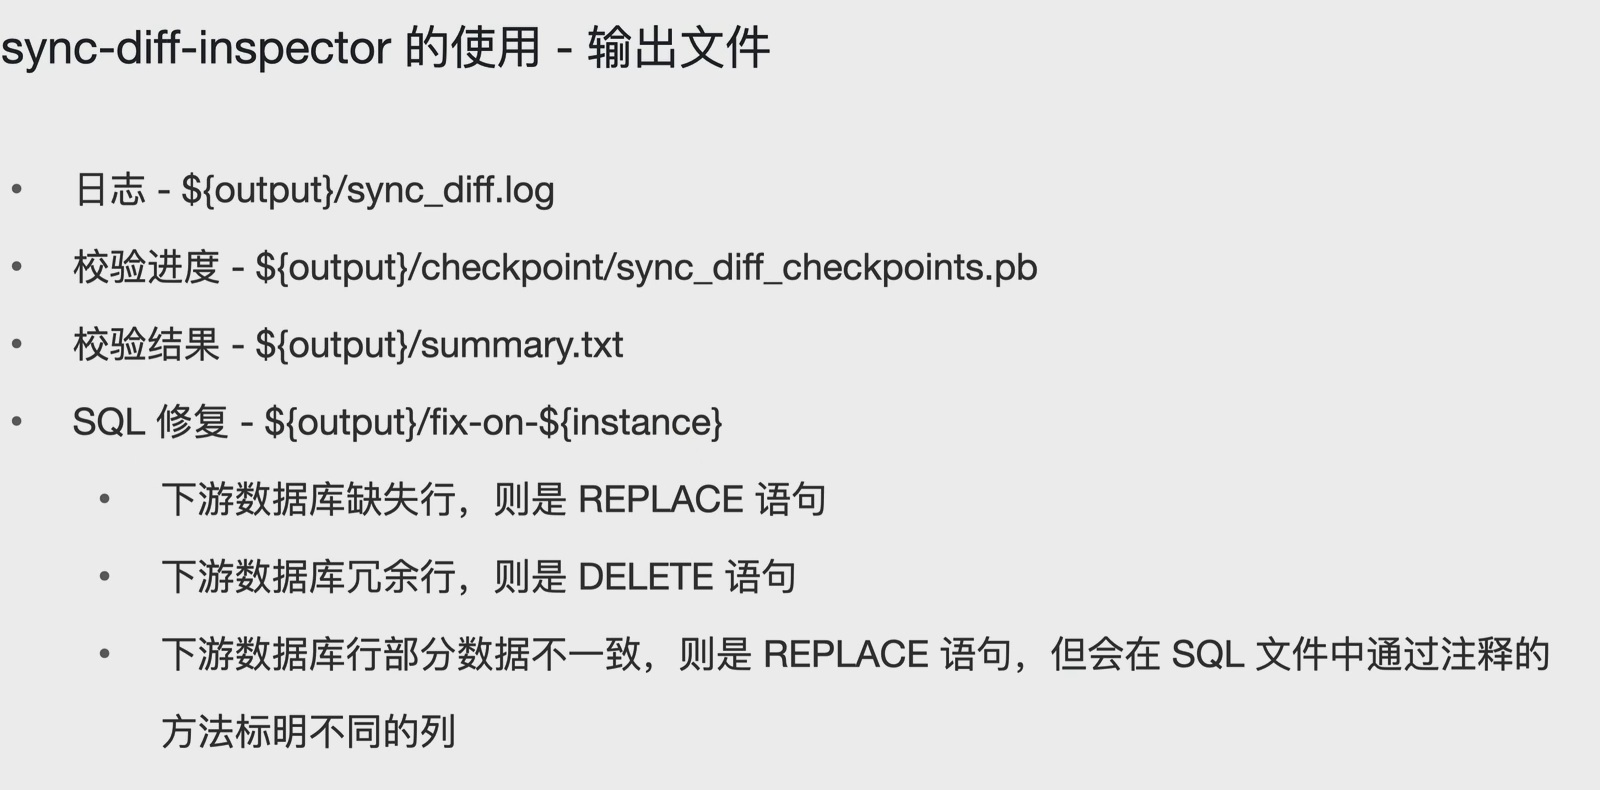 sync-diff-inspector 的使用 - 输出文件
• 日志 - ${output}/sync_diff.log
• 校验进度 - ${output}/checkpoint/sync_diff_checkpoints.pb
• 校验结果 - ${output}/summary.txt
• SQL 修复 - ${output}/fix-on-${instance}
• 下游数据库缺失行，则是 REPLACE 语句
• 下游数据库冗余行，则是 DELETE 语句
• 下游数据库行部分数据不一致，则是 REPLACE 语句，但会在 SQL 文件中通过注释的
方法标明不同的列